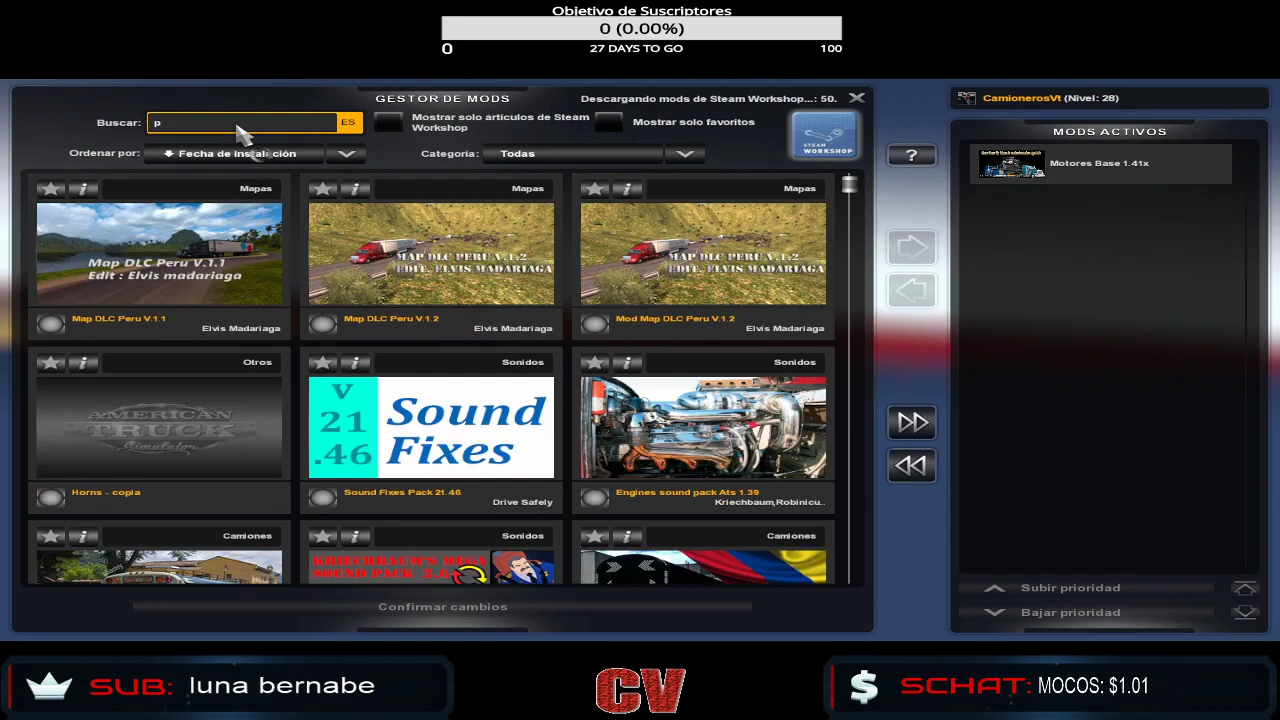 Objetivo de Suscriptores
0 (0.00%)
0 27 DAYS TO GO 100
GESTOR DE MODS
Descargando mods de Steam Workshop...: 50.
Buscar: p ES
Mostrar solo artículos de Steam Workshop
Mostrar solo favoritos
STEAM WORKSHOP
Ordenar por: Fecha de instalación
Categoría: Todas
Mapas
Map DLC Peru V.1.1
Edit : Elvis madariaga
Map DLC Peru V.1.1
Elvis Madariaga
Mapas
MAP DLC PERU V.1.2
EDIT. ELVIS MADARIAGA
Map DLC Peru V.1.2
Elvis Madariaga
Mapas
MAP DLC PERU V.1.2
EDIT. ELVIS MADARIAGA
Mod Map DLC Peru V.1.2
Elvis Madariaga
Otros
AMERICAN
TRUCK
Simulator
Horns - copia
Sonidos
V
21
.46
Sound
Fixes
Sound Fixes Pack 21.46
Drive Safely
Sonidos
Engines sound pack Ats 1.39
Kriechbaum,Robinicu..
Camiones
Sonidos
KRIECHBAUM'S MEGA
SOUND PACK
Camiones
Confirmar cambios
?
CamionerosVt (Nivel: 28)
MODS ACTIVOS
Motores Base 1.41x
Subir prioridad
Bajar prioridad
SUB: luna bernabe
CV
$ SCHAT: MOCOS: $1.01